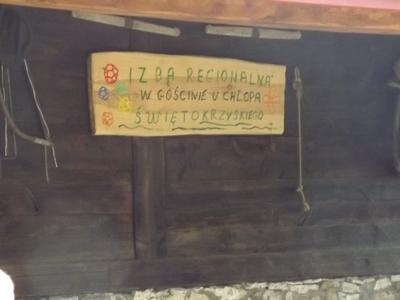 IZBA REGIONALNA
W GOŚCINIE U CHŁOPA
ŚWIĘTOKRZYSKIEGO